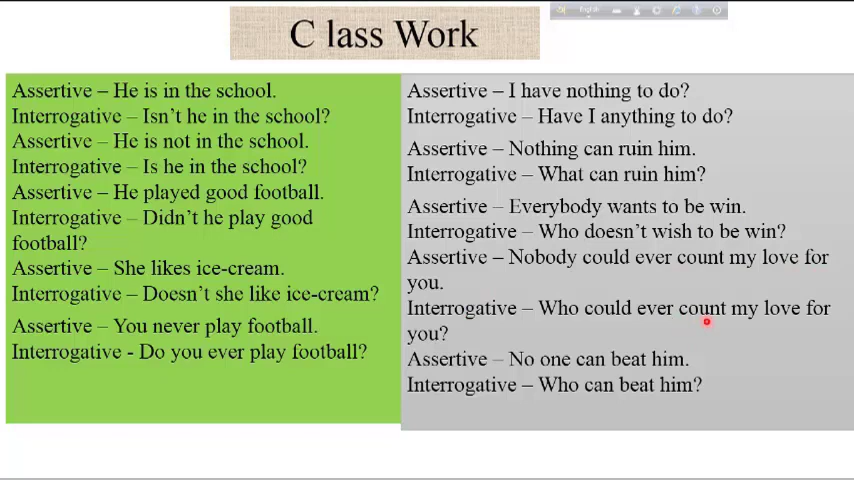 C lass Work
English
Assertive – He is in the school.
Interrogative – Isn't he in the school?
Assertive – He is not in the school.
Interrogative – Is he in the school?
Assertive – He played good football.
Interrogative – Didn't he play good
football?
Assertive – She likes ice-cream.
Interrogative – Doesn't she like ice-cream?
Assertive – You never play football.
Interrogative - Do you ever play football?
Assertive – I have nothing to do?
Interrogative – Have I anything to do?
Assertive – Nothing can ruin him.
Interrogative – What can ruin him?
Assertive – Everybody wants to be win.
Interrogative – Who doesn't wish to be win?
Assertive – Nobody could ever count my love for
you.
Interrogative – Who could ever count my love for
you?
Assertive – No one can beat him.
Interrogative – Who can beat him?